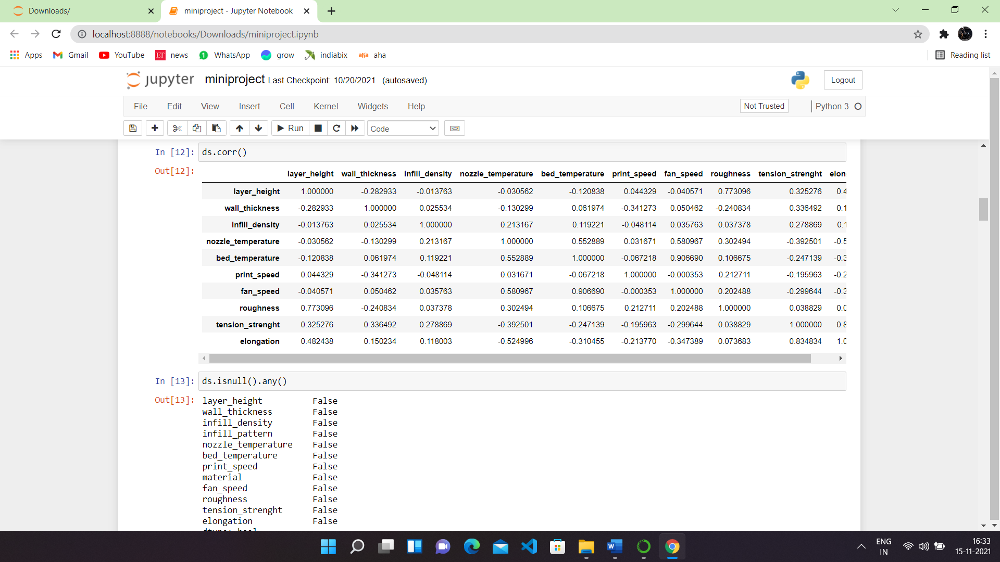 Downloads/
miniproject - Jupyter Notebook
localhost:8888/notebooks/Downloads/miniproject.ipynb
Apps Gmail YouTube ET news 1 WhatsApp grow indiabix aha aha Reading list
jupyter miniproject Last Checkpoint: 10/20/2021 (autosaved) Logout
File Edit View Insert Cell Kernel Widgets Help Not Trusted Python 3
Run Code
In [12]: ds.corr()
Out[12]:
layer_height wall_thickness infill_density nozzle_temperature bed_temperature print_speed fan_speed roughness tension_strenght elon
layer_height 1.000000 -0.282933 -0.013763 -0.030562 -0.120838 0.044329 -0.040571 0.773096 0.325276 0.4
wall_thickness -0.282933 1.000000 0.025534 -0.130299 0.061974 -0.341273 0.050462 -0.240834 0.336492 0.1
infill_density -0.013763 0.025534 1.000000 0.213167 0.119221 -0.048114 0.035763 0.037378 0.278869 0.1
nozzle_temperature -0.030562 -0.130299 0.213167 1.000000 0.552889 0.031671 0.580967 0.302494 -0.392501 -0.5
bed_temperature -0.120838 0.061974 0.119221 0.552889 1.000000 -0.067218 0.906690 0.106675 -0.247139 -0.3
print_speed 0.044329 -0.341273 -0.048114 0.031671 -0.067218 1.000000 -0.000353 0.212711 -0.195963 -0.2
fan_speed -0.040571 0.050462 0.035763 0.580967 0.906690 -0.000353 1.000000 0.202488 -0.299644 -0.3
roughness 0.773096 -0.240834 0.037378 0.302494 0.106675 0.212711 0.202488 1.000000 0.038829 0.0
tension_strenght 0.325276 0.336492 0.278869 -0.392501 -0.247139 -0.195963 -0.299644 0.038829 1.000000 0.8
elongation 0.482438 0.150234 0.118003 -0.524996 -0.310455 -0.213770 -0.347389 0.073683 0.834834 1.0
In [13]: ds.isnull().any()
Out[13]: layer_height False
wall_thickness False
infill_density False
infill_pattern False
nozzle_temperature False
bed_temperature False
print_speed False
material False
fan_speed False
roughness False
tension_strenght False
elongation False
ENG
IN
16:33
15-11-2021